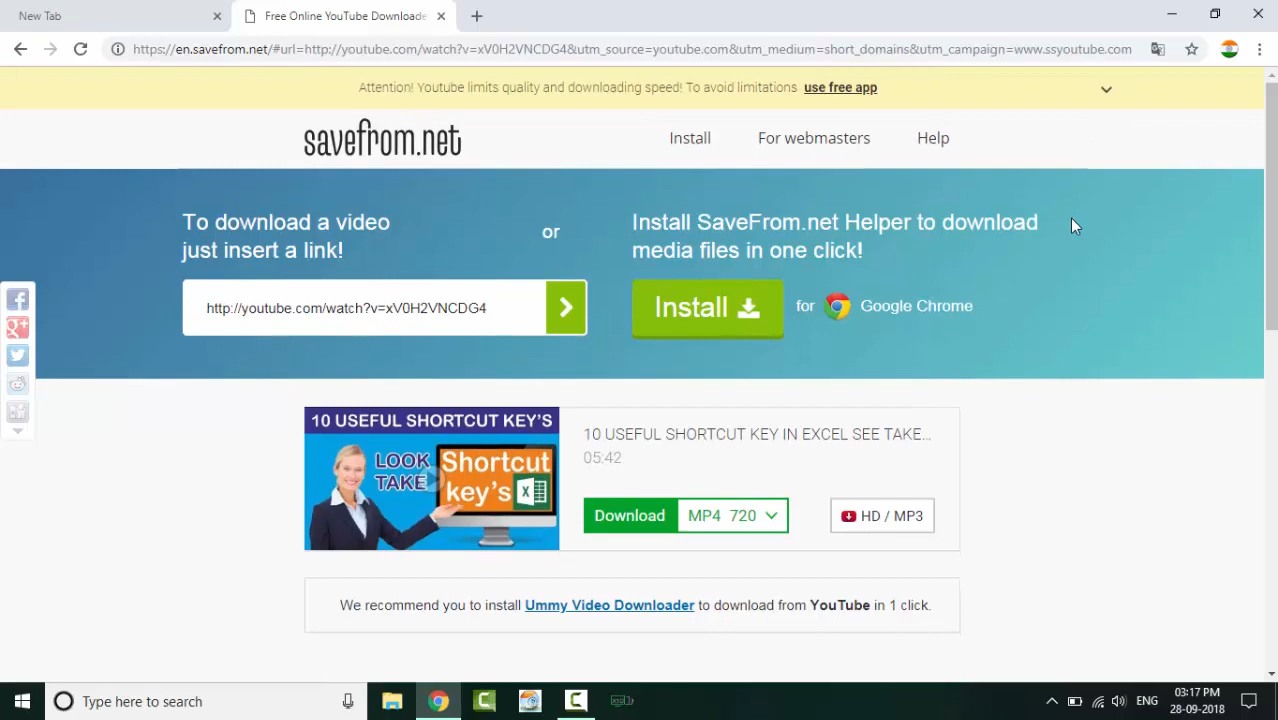 New Tab
Free Online YouTube Downloade
https://en.savefrom.net/#url=http://youtube.com/watch?v=xV0H2VNCDG4&utm_source=youtube.com&utm_medium=short_domains&utm_campaign=www.ssyoutube.com
Attention! Youtube limits quality and downloading speed! To avoid limitations use free app
savefrom.net
Install
For webmasters
Help
To download a video
just insert a link!
or
Install SaveFrom.net Helper to download
media files in one click!
http://youtube.com/watch?v=xV0H2VNCDG4
Install
for
Google Chrome
10 USEFUL SHORTCUT KEY'S
LOOK
TAKE
Shortcut
key's
10 USEFUL SHORTCUT KEY IN EXCEL SEE TAKE...
05:42
Download
MP4 720
HD / MP3
We recommend you to install Ummy Video Downloader to download from YouTube in 1 click.
Type here to search
ENG
03:17 PM
28-09-2018